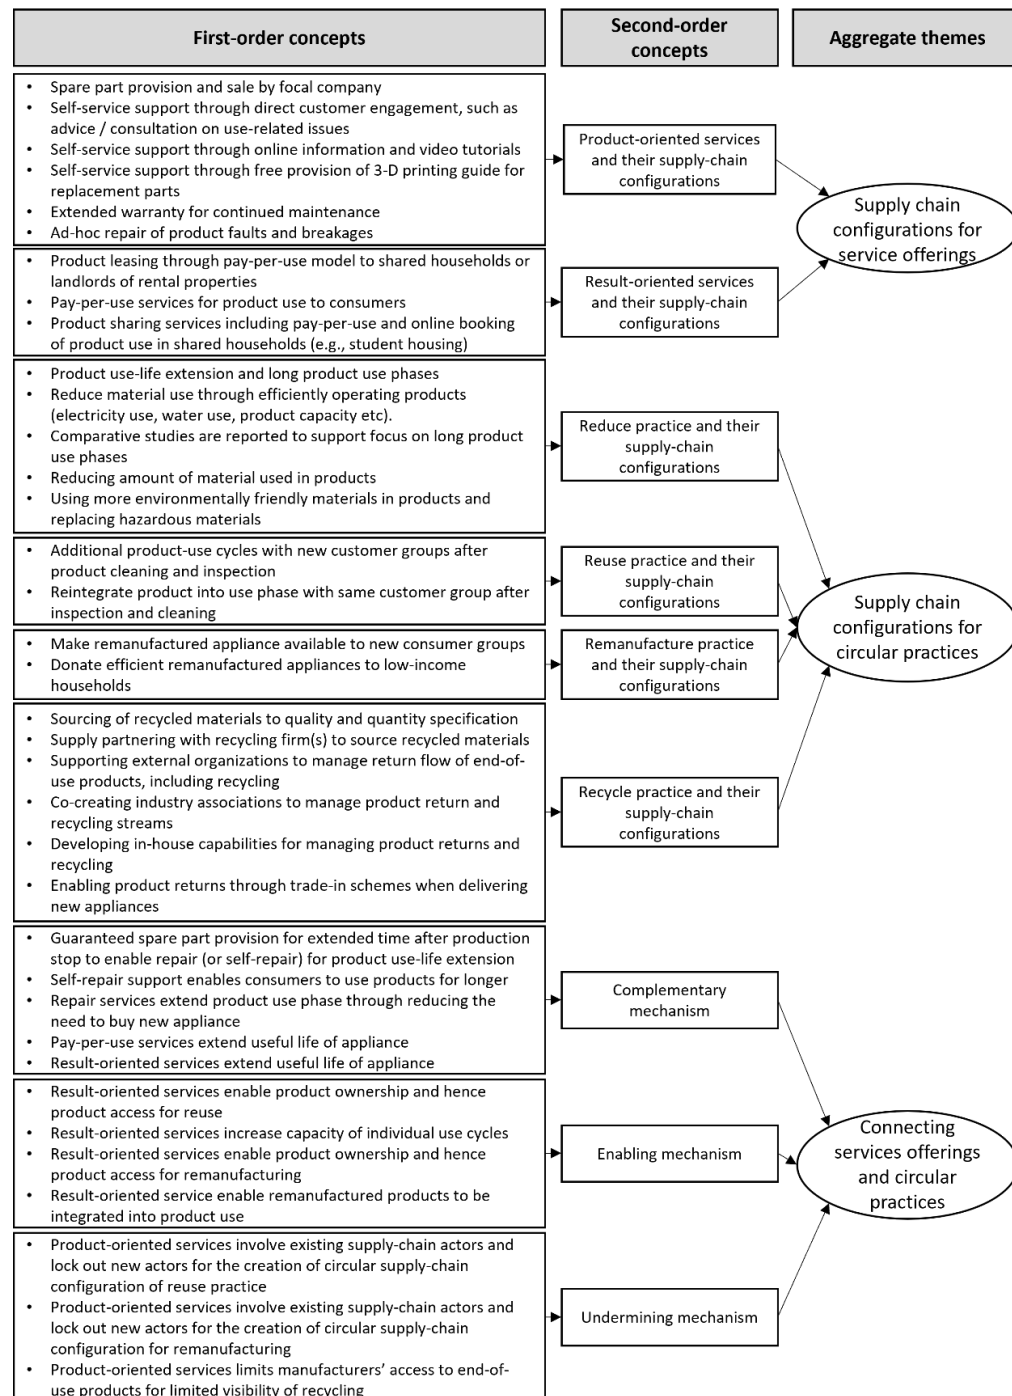 First-order concepts
Second-order
concepts
Aggregate themes
• Spare part provision and sale by focal company
• Self-service support through direct customer engagement, such as
advice / consultation on use-related issues
• Self-service support through online information and video tutorials
• Self-service support through free provision of 3-D printing guide for
replacement parts
• Extended warranty for continued maintenance
• Ad-hoc repair of product faults and breakages
Product-oriented services
and their supply-chain
configurations
• Product leasing through pay-per-use model to shared households or
landlords of rental properties
• Pay-per-use services for product use to consumers
• Product sharing services including pay-per-use and online booking
of product use in shared households (e.g., student housing)
Result-oriented services
and their supply-chain
configurations
Supply chain
configurations for
service offerings
• Product use-life extension and long product use phases
• Reduce material use through efficiently operating products
(electricity use, water use, product capacity etc).
• Comparative studies are reported to support focus on long product
use phases
• Reducing amount of material used in products
• Using more environmentally friendly materials in products and
replacing hazardous materials
Reduce practice and their
supply-chain
configurations
• Additional product-use cycles with new customer groups after
product cleaning and inspection
• Reintegrate product into use phase with same customer group after
inspection and cleaning
Reuse practice and their
supply-chain
configurations
• Make remanufactured appliance available to new consumer groups
• Donate efficient remanufactured appliances to low-income
households
Remanufacture practice
and their supply-chain
configurations
• Sourcing of recycled materials to quality and quantity specification
• Supply partnering with recycling firm(s) to source recycled materials
• Supporting external organizations to manage return flow of end-of-
use products, including recycling
• Co-creating industry associations to manage product return and
recycling streams
• Developing in-house capabilities for managing product returns and
recycling
• Enabling product returns through trade-in schemes when delivering
new appliances
Recycle practice and their
supply-chain
configurations
Supply chain
configurations for
circular practices
• Guaranteed spare part provision for extended time after production
stop to enable repair (or self-repair) for product use-life extension
• Self-repair support enables consumers to use products for longer
• Repair services extend product use phase through reducing the
need to buy new appliance
• Pay-per-use services extend useful life of appliance
• Result-oriented services extend useful life of appliance
Complementary
mechanism
• Result-oriented services enable product ownership and hence
product access for reuse
• Result-oriented services increase capacity of individual use cycles
• Result-oriented services enable product ownership and hence
product access for remanufacturing
• Result-oriented service enable remanufactured products to be
integrated into product use
Enabling mechanism
• Product-oriented services involve existing supply-chain actors and
lock out new actors for the creation of circular supply-chain
configuration of reuse practice
• Product-oriented services involve existing supply-chain actors and
lock out new actors for the creation of circular supply-chain
configuration for remanufacturing
• Product-oriented services limits manufacturers' access to end-of-
use products for limited visibility of recycling
Undermining mechanism
Connecting
services offerings
and circular
practices